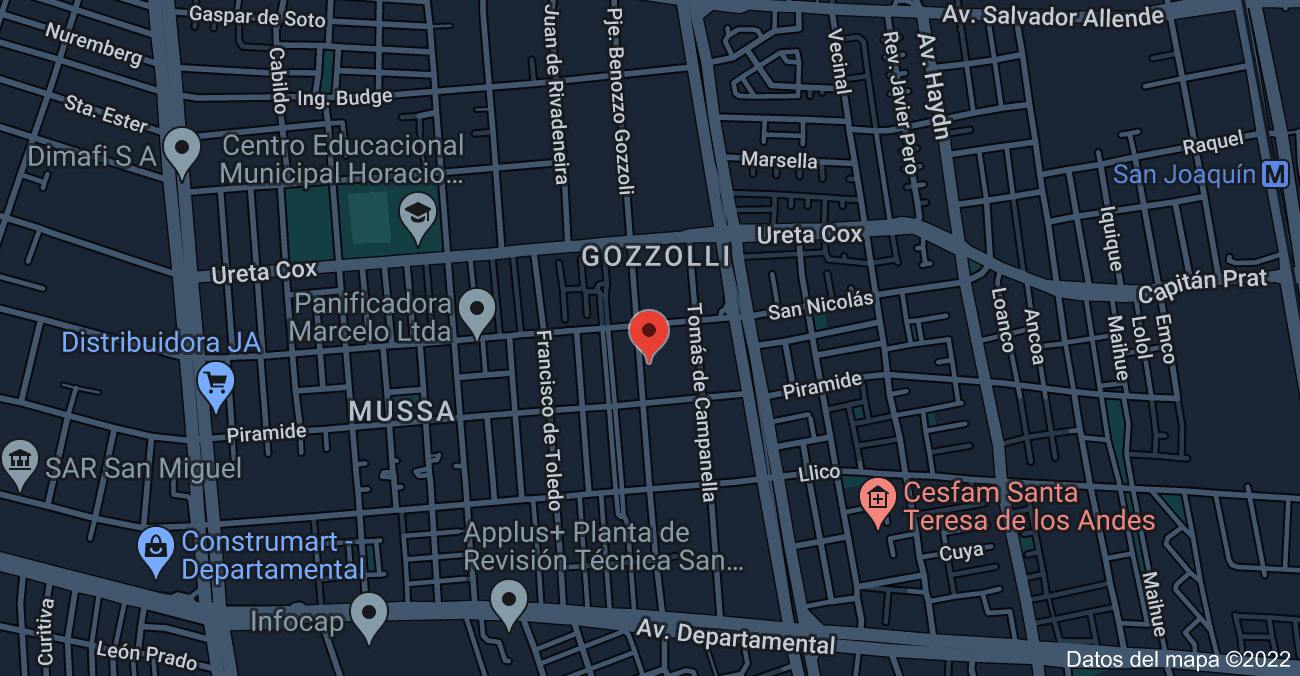 Gaspar de Soto
Juan de Rivadeneira
Pje. Benozzo Gozzoli
Av. Salvador Allende
Nuremberg
Cabildo
Vecinal
Rev. Javier Peró
Av. Haydn
Ing. Budge
Sta. Ester
Dimafi S A
Centro Educacional
Municipal Horacio...
Marsella
Raquel
San Joaquín
M
Iquique
Ureta Cox
GOZZOLLI
Ureta Cox
Capitán Prat
Panificadora
Marcelo Ltda
San Nicolás
Tomás de Campanella
Loanco
Ancoa
Maihue
Lolol
Emco
Distribuidora JA
Francisco de Toledo
Piramide
MUSSA
Piramide
SAR San Miguel
Llico
Cesfam Santa
Teresa de los Andes
Construmart -
Departamental
Applus+ Planta de
Revisión Técnica San...
Cuya
Maihue
Infocap
Av. Departamental
Curitiva
León Prado
Datos del mapa ©2022